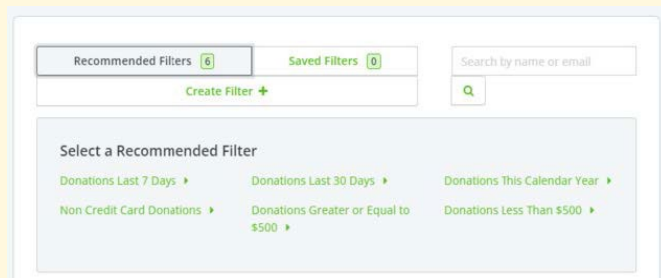 Recommended Filters 6
Saved Filters 0
Search by name or email
Create Filter +
Select a Recommended Filter
Donations Last 7 Days
Donations Last 30 Days
Donations This Calendar Year
Non Credit Card Donations
Donations Greater or Equal to
$500
Donations Less Than $500